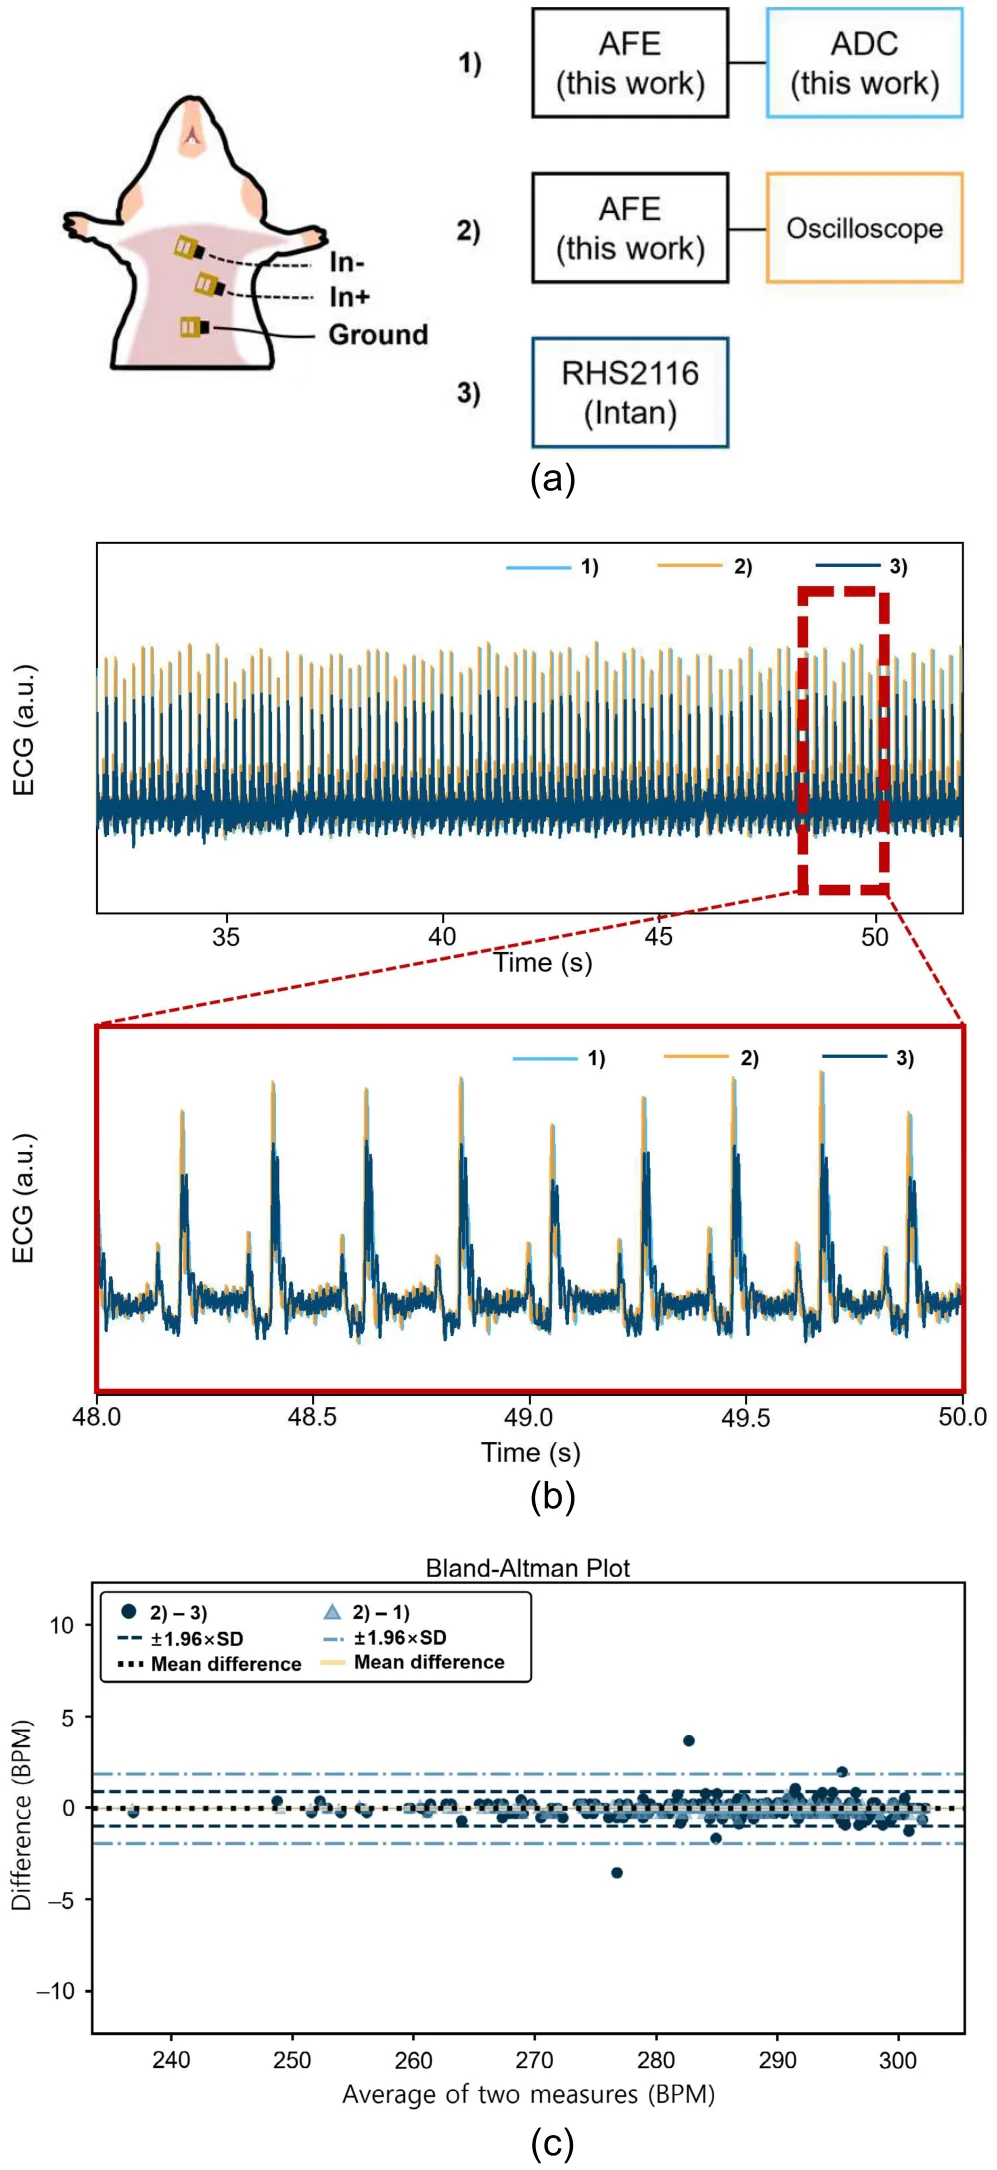 1)
AFE
(this work)
ADC
(this work)
2)
AFE
(this work)
Oscilloscope
In-
In+
Ground
3)
RHS2116
(Intan)
(a)
1) 2) 3)
ECG (a.u.)
35 40 45 50
Time (s)
1) 2) 3)
ECG (a.u.)
48.0 48.5 49.0 49.5 50.0
Time (s)
(b)
Bland-Altman Plot
2) – 3) 2) – 1)
±1.96×SD ±1.96×SD
Mean difference Mean difference
Difference (BPM)
10
5
0
−5
−10
240 250 260 270 280 290 300
Average of two measures (BPM)
(c)